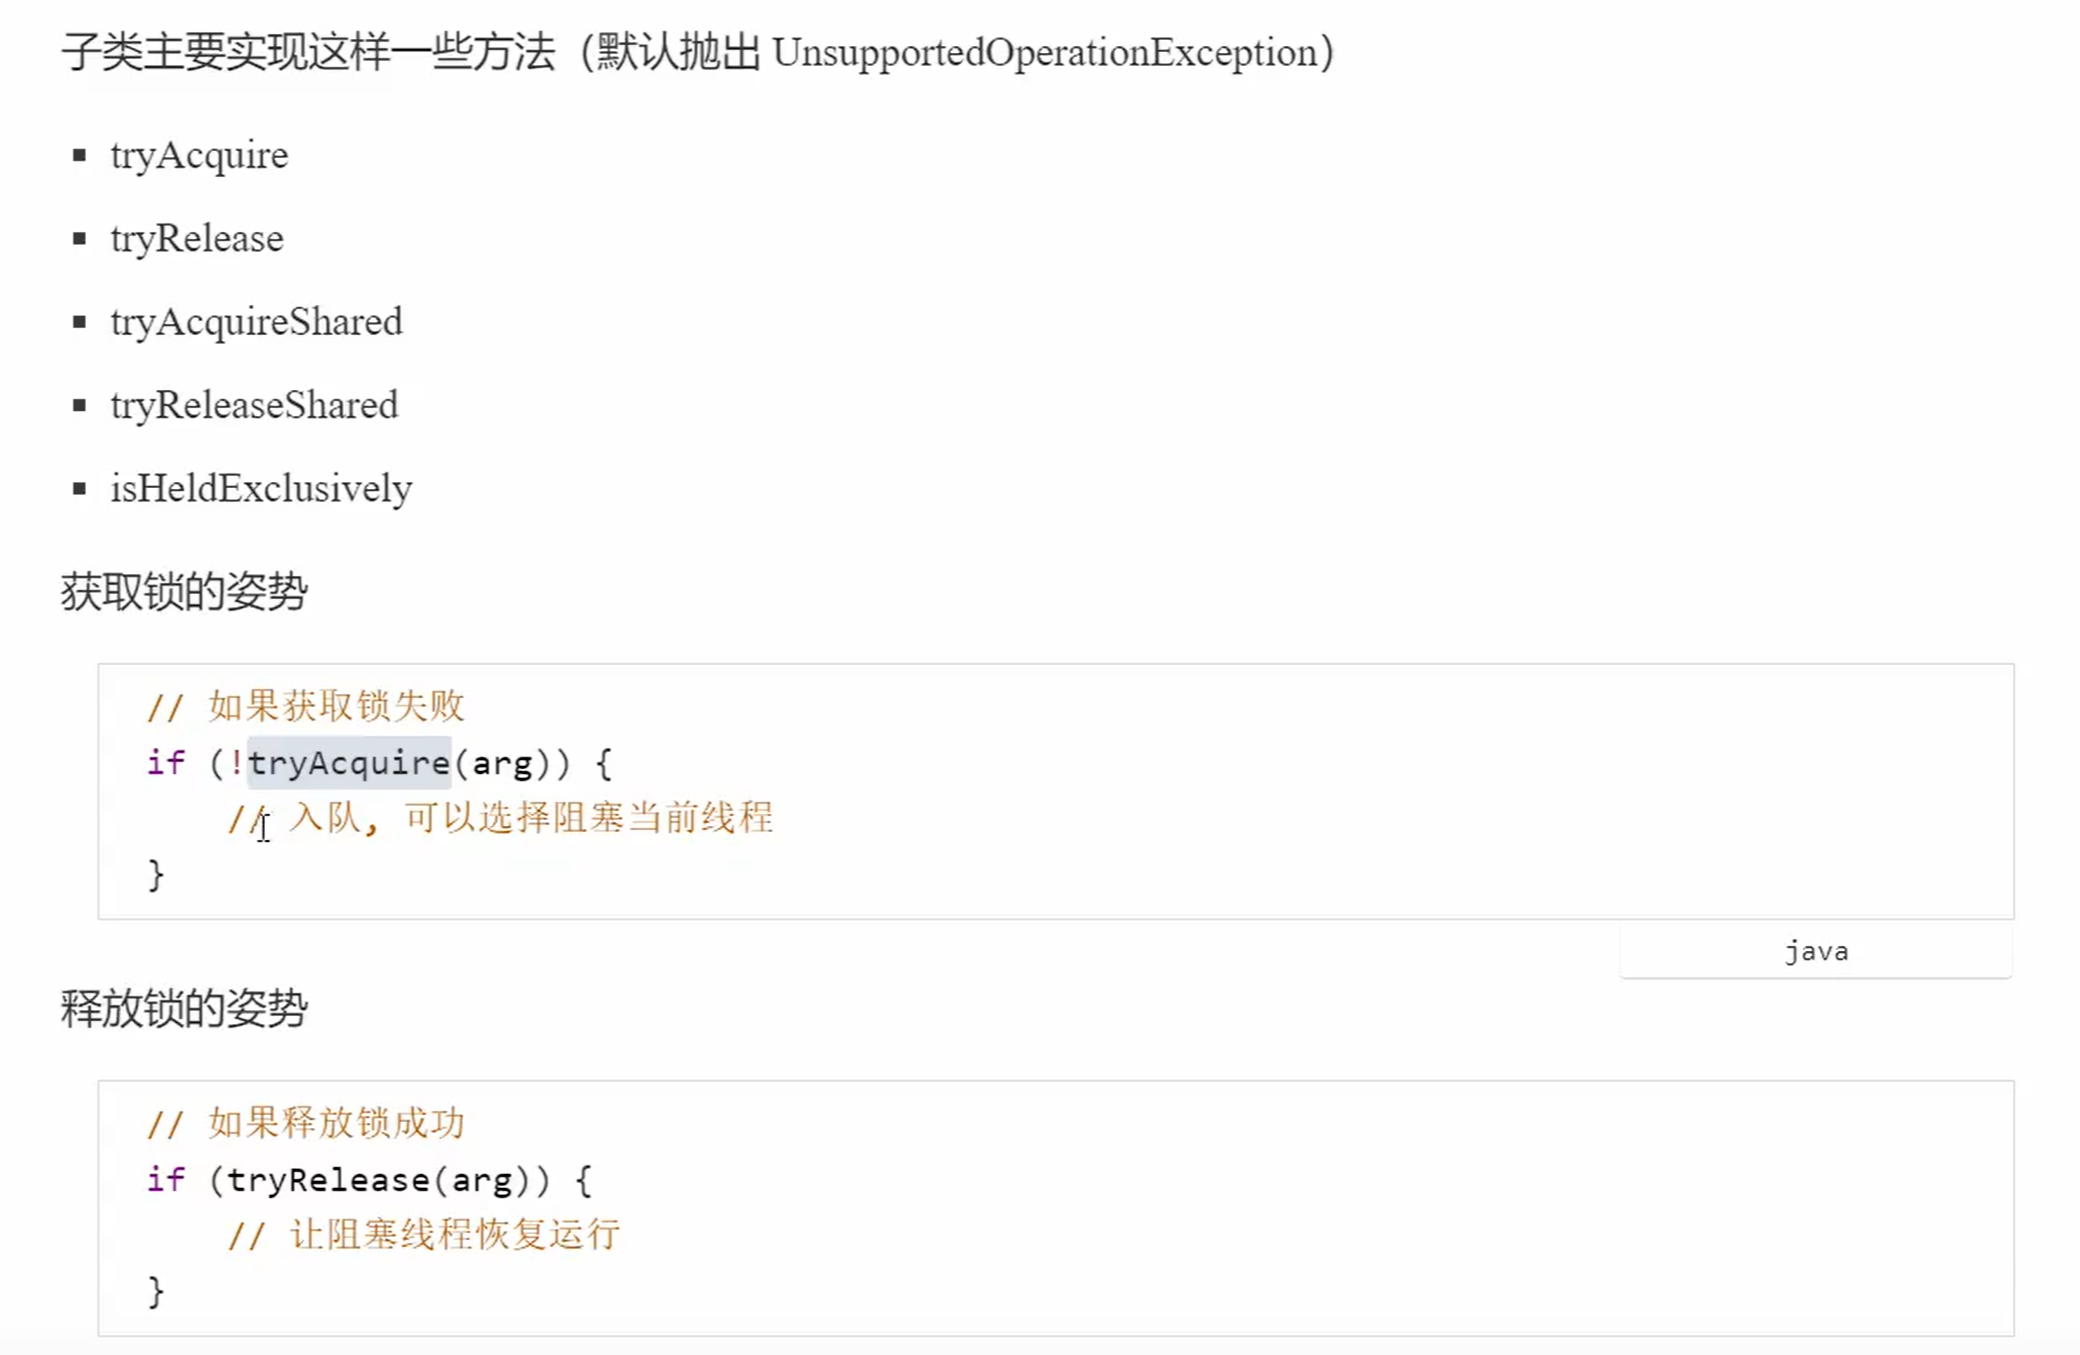 子类主要实现这样一些方法（默认抛出 UnsupportedOperationException）
▪ tryAcquire
▪ tryRelease
▪ tryAcquireShared
▪ tryReleaseShared
▪ isHeldExclusively
获取锁的姿势
// 如果获取锁失败
if (!tryAcquire(arg)) {
    // 入队, 可以选择阻塞当前线程
}
java
释放锁的姿势
// 如果释放锁成功
if (tryRelease(arg)) {
    // 让阻塞线程恢复运行
}